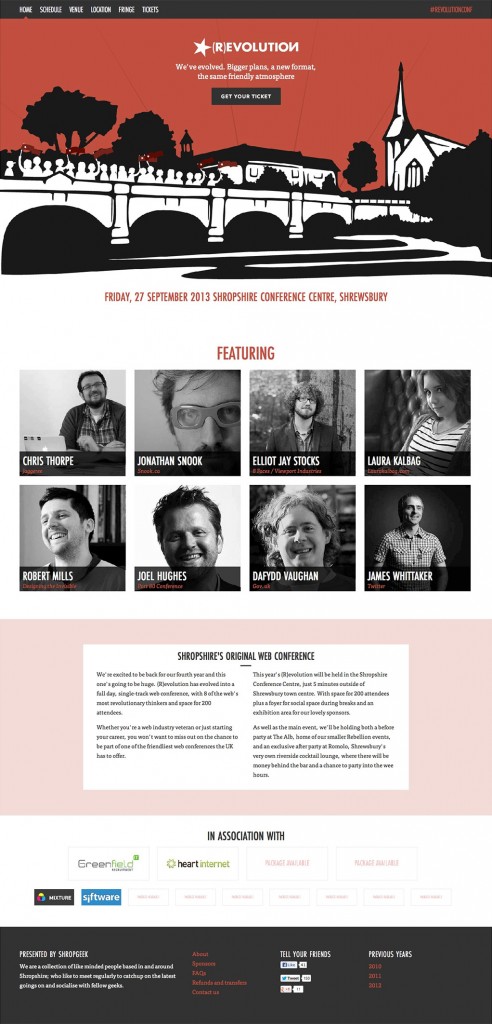 HOME SCHEDULE VENUE LOCATION FRINGE TICKETS
#REVOLUTIONCONF
(R)EVOLUTION
We've evolved. Bigger plans, a new format,
the same friendly atmosphere
GET YOUR TICKET
FRIDAY, 27 SEPTEMBER 2013 SHROPSHIRE CONFERENCE CENTRE, SHREWSBURY
FEATURING
CHRIS THORPE
JONATHAN SNOOK
Snook.ca
ELLIOT JAY STOCKS
8 Faces / Viewport Industries
LAURA KALBAG
Laurakalbag.com
ROBERT MILLS
Designing the Invisible
JOEL HUGHES
Port 80 Conference
DAFYDD VAUGHAN
Gov.uk
JAMES WHITTAKER
Twitter
SHROPSHIRE'S ORIGINAL WEB CONFERENCE
We're excited to be back for our fourth year and this
one's going to be huge. (R)evolution has evolved into a
full day, single-track web conference, with 8 of the web's
most revolutionary thinkers and space for 200
attendees.
Whether you're a web industry veteran or just starting
your career, you won't want to miss out on the chance to
be part of one of the friendliest web conferences the UK
has to offer.
This year's (R)evolution will be held in the Shropshire
Conference Centre, just 5 minutes outside of
Shrewsbury town centre. With space for 200 attendees
plus a foyer for social space during breaks and an
exhibition area for our lovely sponsors.
As well as the main event, we'll be holding both a before
party at The Alb, home of our smaller Rebellion events,
and an exclusive after party at Romolo, Shrewsbury's
very own riverside cocktail lounge, where there will be
money behind the bar and a chance to party into the wee
hours.
IN ASSOCIATION WITH
Greenfield IT
RECRUITMENT
heart internet
PACKAGE AVAILABLE
PACKAGE AVAILABLE
MIXTURE
siftware
PRESENTED BY SHROPGEEK
We are a collection of like minded people based in and around
Shropshire; who like to meet regularly to catchup on the latest
goings on and socialise with fellow geeks.
About
Sponsors
FAQs
Refunds and transfers
Contact us
TELL YOUR FRIENDS
Like
Tweet
+1
PREVIOUS YEARS
2010
2011
2012